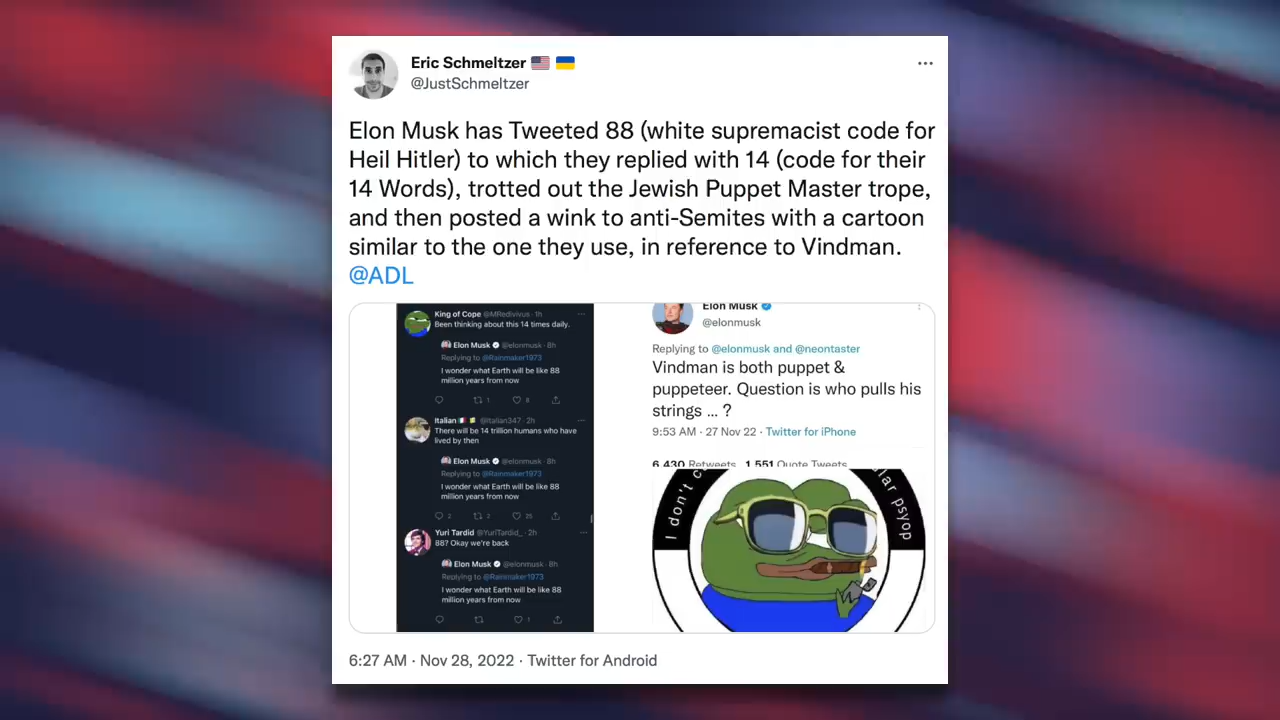 Eric Schmeltzer
@JustSchmeltzer
Elon Musk has Tweeted 88 (white supremacist code for
Heil Hitler) to which they replied with 14 (code for their
14 Words), trotted out the Jewish Puppet Master trope,
and then posted a wink to anti-Semites with a cartoon
similar to the one they use, in reference to Vindman.
@ADL
King of Cope @MRedivivus · 1h
Been thinking about this 14 times daily.
Elon Musk @elonmusk · 8h
Replying to @Rainmaker1973
I wonder what Earth will be like 88
million years from now
1 8
Italian @Italian347 · 2h
There will be 14 trillion humans who have
lived by then
Elon Musk @elonmusk · 8h
Replying to @Rainmaker1973
I wonder what Earth will be like 88
million years from now
2 2 25
Yuri Tardid @YuriTardid_ · 2h
88? Okay we're back
Elon Musk @elonmusk · 8h
Replying to @Rainmaker1973
I wonder what Earth will be like 88
million years from now
1
Elon Musk
@elonmusk
Replying to @elonmusk and @neontaster
Vindman is both puppet &
puppeteer. Question is who pulls his
strings ... ?
9:53 AM · 27 Nov 22 · Twitter for iPhone
6,430 Retweets 1,551 Quote Tweets
I don't c
lar psyop
6:27 AM · Nov 28, 2022 · Twitter for Android